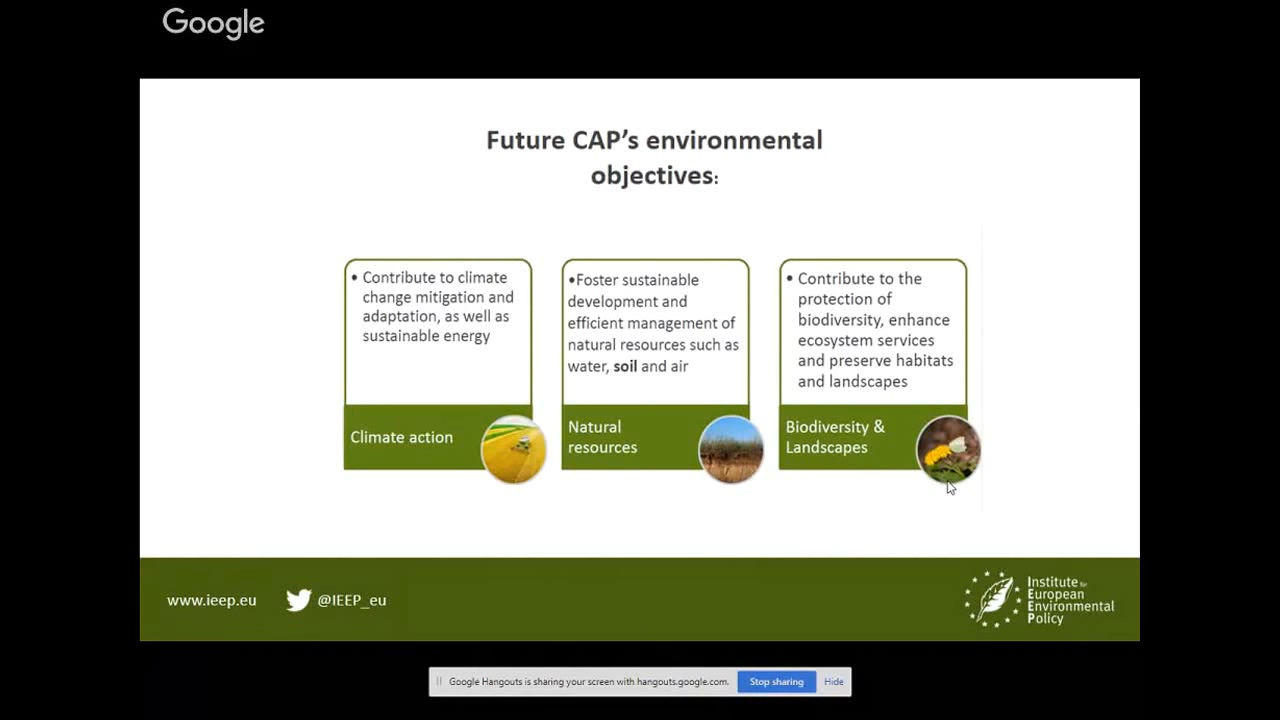 Google
Future CAP's environmental
objectives:
• Contribute to climate
change mitigation and
adaptation, as well as
sustainable energy
Climate action
•Foster sustainable
development and
efficient management of
natural resources such as
water, soil and air
Natural
resources
• Contribute to the
protection of
biodiversity, enhance
ecosystem services
and preserve habitats
and landscapes
Biodiversity &
Landscapes
www.ieep.eu
@IEEP_eu
Institute for
European
Environmental
Policy
Google Hangouts is sharing your screen with hangouts.google.com.
Stop sharing
Hide